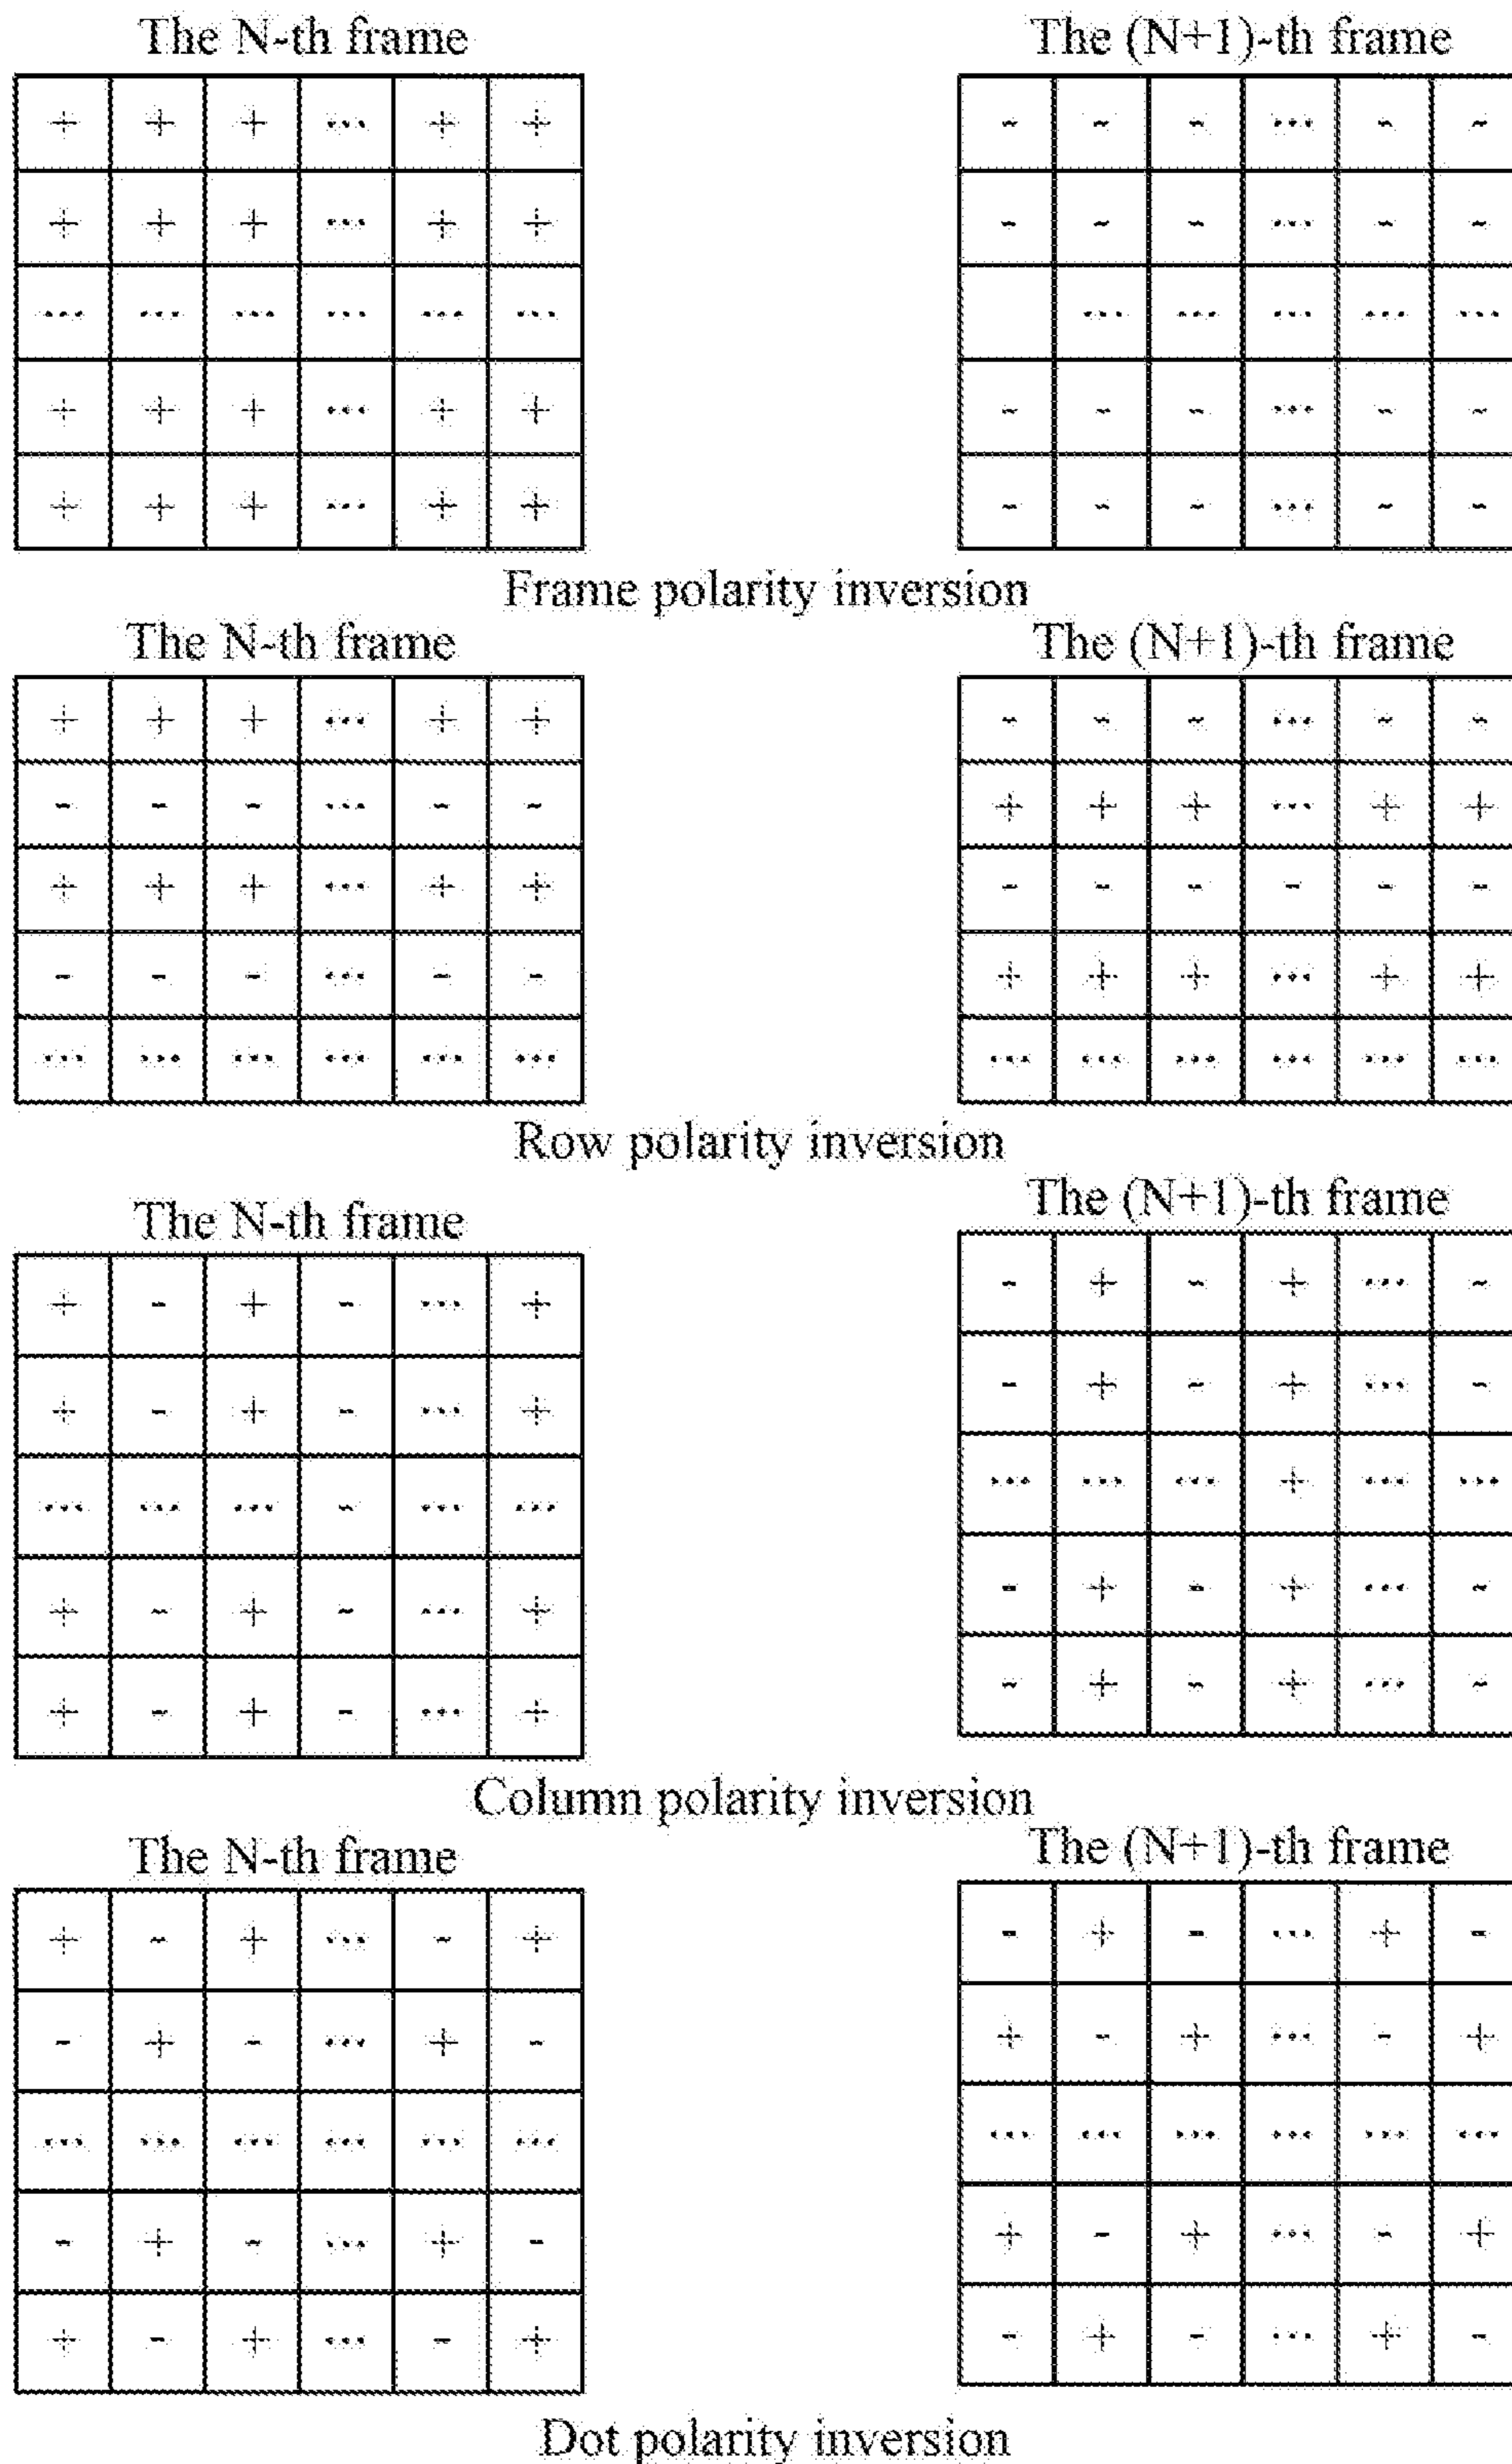 The N-th frame The (N+1)-th frame
+ + + ... + + - - - ... - -
+ + + ... + + - - - ... - -
... ... ... ... ... ... ... ... ... ... ...
+ + + ... + + - - - ... - -
+ + + ... + + - - - ... - -
Frame polarity inversion
The N-th frame The (N+1)-th frame
+ + + ... + + - - - ... - -
- - - ... - - + + + ... + +
+ + + ... + + - - - - - -
- - - ... - - + + + ... + +
... ... ... ... ... ... ... ... ... ... ... ...
Row polarity inversion
The N-th frame The (N+1)-th frame
+ - + - ... + - + - + ... -
+ - + - ... + - + - + ... -
... ... ... - ... ... ... ... ... + ... ...
+ - + - ... + - + - + ... -
+ - + - ... + - + - + ... -
Column polarity inversion
The N-th frame The (N+1)-th frame
+ - + ... - + - + - ... + -
- + - ... + - + - + ... - +
... ... ... ... ... ... ... ... ... ... ... ...
- + - ... + - + - + ... - +
+ - + ... - + - + - ... + -
Dot polarity inversion